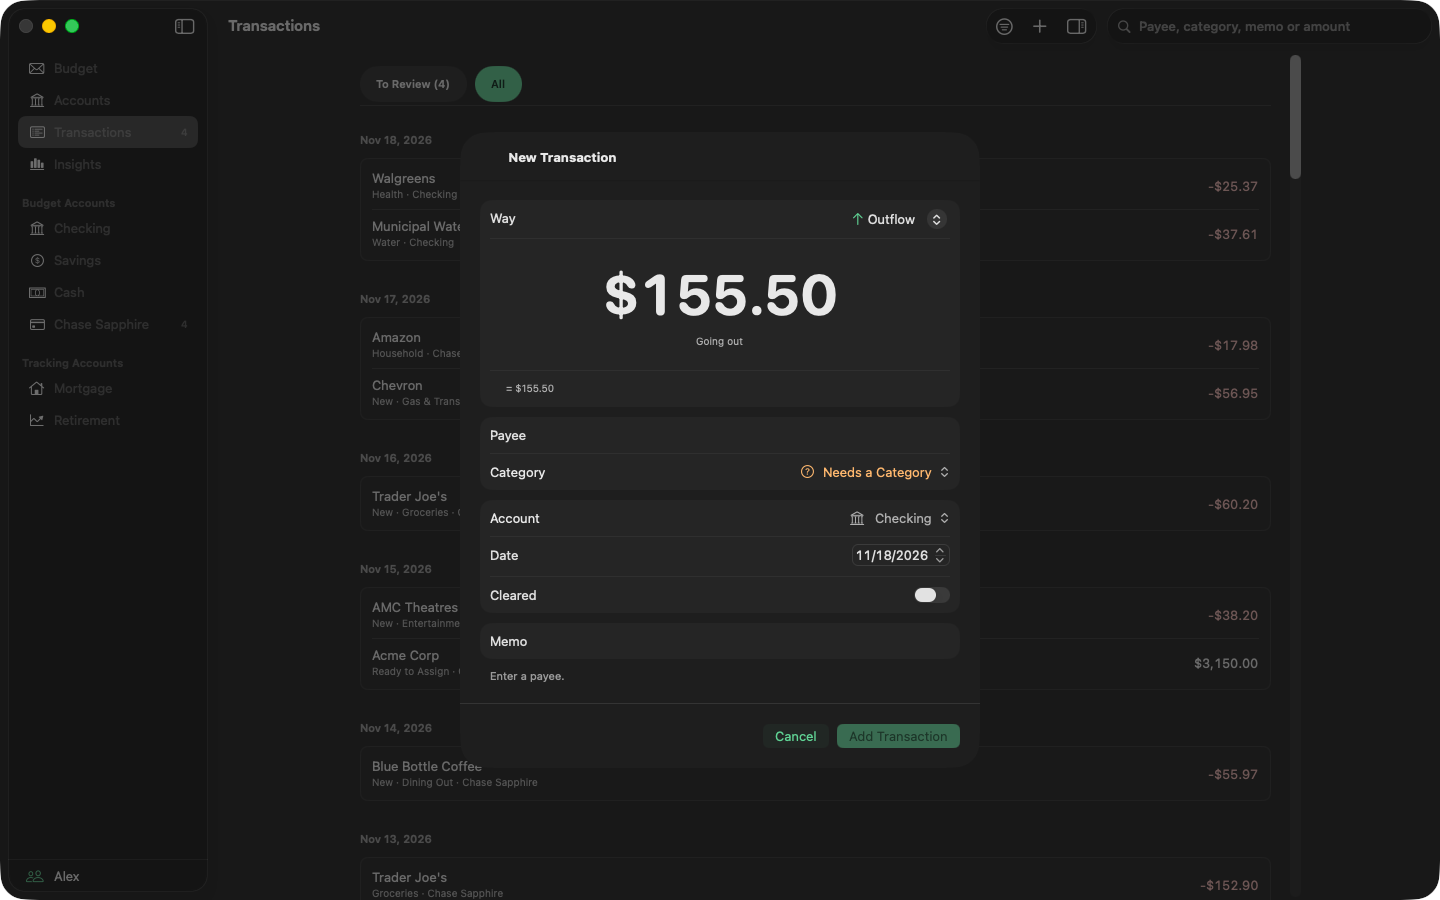 Transactions
Payee, category, memo or amount
Budget
Accounts
Transactions 4
Insights
Budget Accounts
Checking
Savings
Cash
Chase Sapphire 4
Tracking Accounts
Mortgage
Retirement
Alex
To Review (4)
All
Nov 18, 2026
Walgreens
Health · Checking
-$25.37
Municipal Wate
Water · Checking
-$37.61
Nov 17, 2026
Amazon
Household · Chase
-$17.98
Chevron
New · Gas & Trans
-$56.95
Nov 16, 2026
Trader Joe's
New · Groceries ·
-$60.20
Nov 15, 2026
AMC Theatres
New · Entertainme
-$38.20
Acme Corp
Ready to Assign ·
$3,150.00
Nov 14, 2026
Blue Bottle Coffee
New · Dining Out · Chase Sapphire
-$55.97
Nov 13, 2026
Trader Joe's
Groceries · Chase Sapphire
-$152.90
New Transaction
Way
Outflow
$155.50
Going out
= $155.50
Payee
Category
Needs a Category
Account
Checking
Date
11/18/2026
Cleared
Memo
Enter a payee.
Cancel
Add Transaction